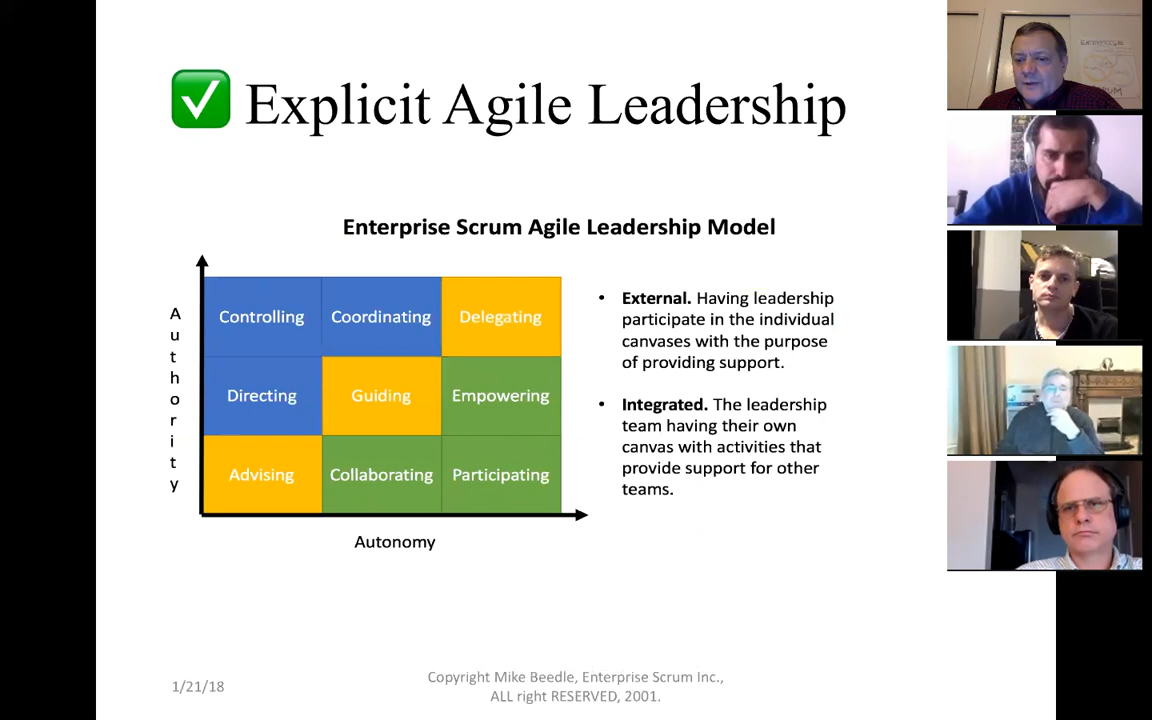 Explicit Agile Leadership
Enterprise Scrum Agile Leadership Model
Authority
Controlling
Coordinating
Delegating
Directing
Guiding
Empowering
Advising
Collaborating
Participating
Autonomy
• External. Having leadership
participate in the individual
canvases with the purpose
of providing support.
• Integrated. The leadership
team having their own
canvas with activities that
provide support for other
teams.
1/21/18
Copyright Mike Beedle, Enterprise Scrum Inc.,
ALL right RESERVED, 2001.